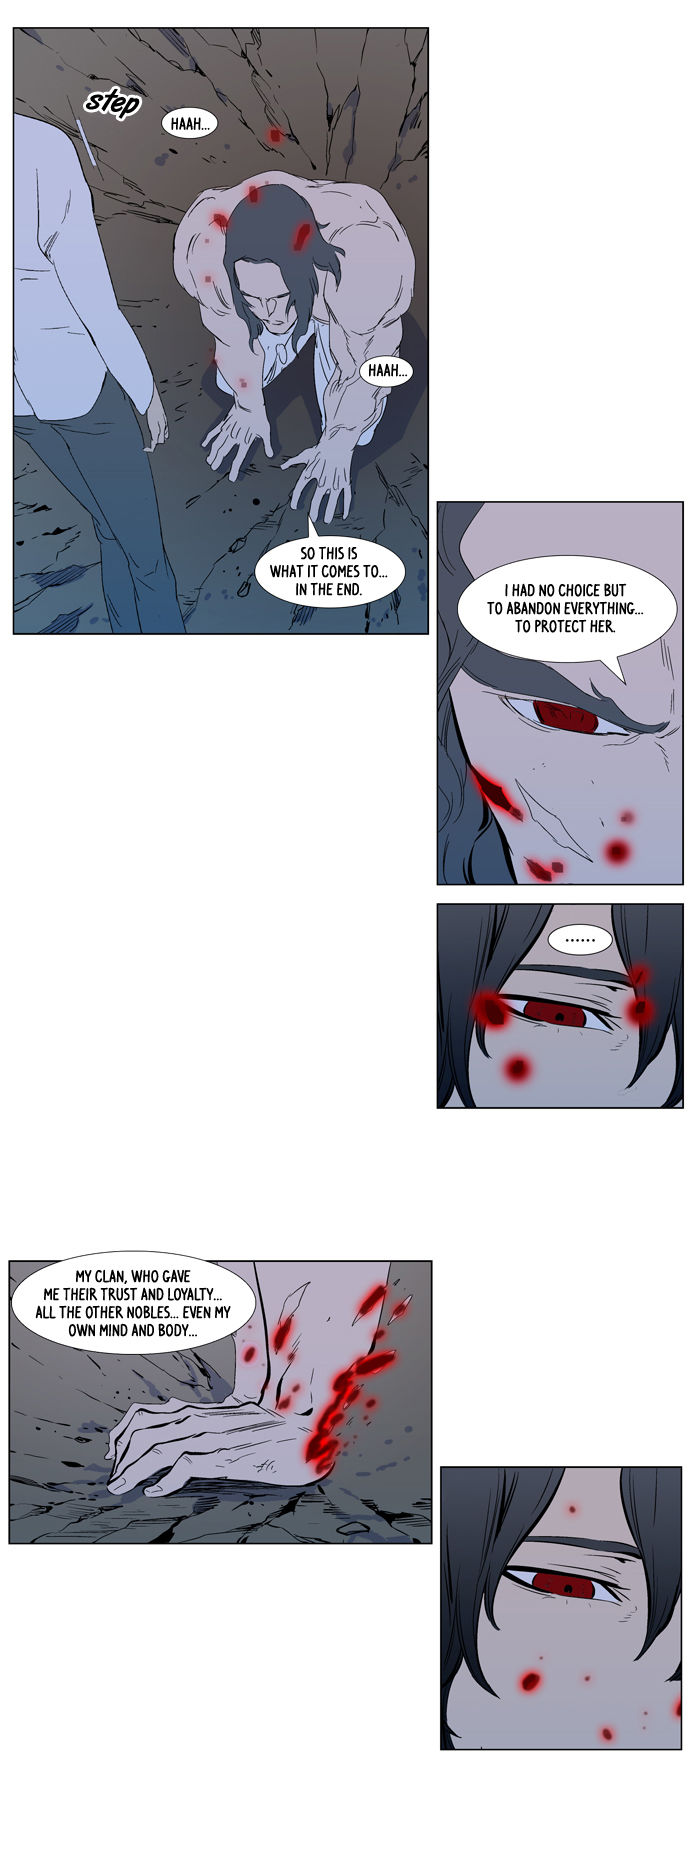 step
HAAH...
HAAH...
SO THIS IS
WHAT IT COMES TO...
IN THE END.
I HAD NO CHOICE BUT
TO ABANDON EVERYTHING...
TO PROTECT HER.
......
MY CLAN, WHO GAVE
ME THEIR TRUST AND LOYALTY...
ALL THE OTHER NOBLES... EVEN MY
OWN MIND AND BODY...